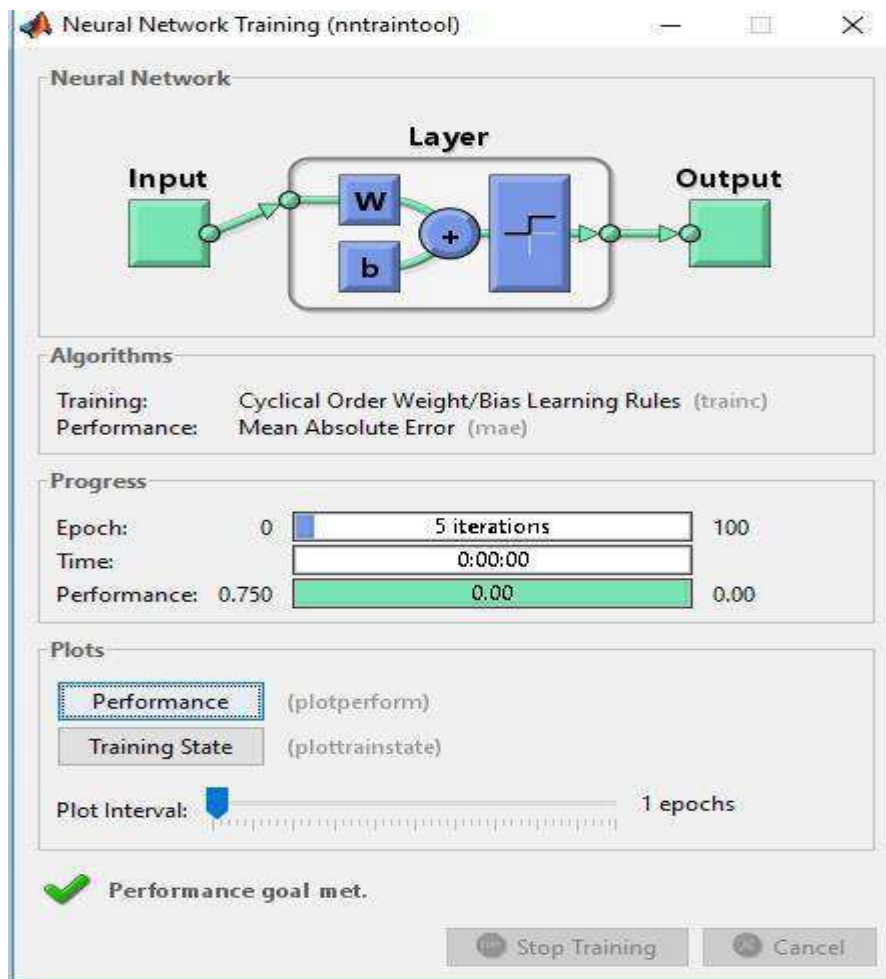 Neural Network Training (nntraintool)
Neural Network
Layer
Input
Output
W
b
+
Algorithms
Training: Cyclical Order Weight/Bias Learning Rules (trainc)
Performance: Mean Absolute Error (mae)
Progress
Epoch: 0 5 iterations 100
Time: 0:00:00
Performance: 0.750 0.00 0.00
Plots
Performance (plotperform)
Training State (plottrainstate)
Plot Interval: 1 epochs
Performance goal met.
Stop Training Cancel